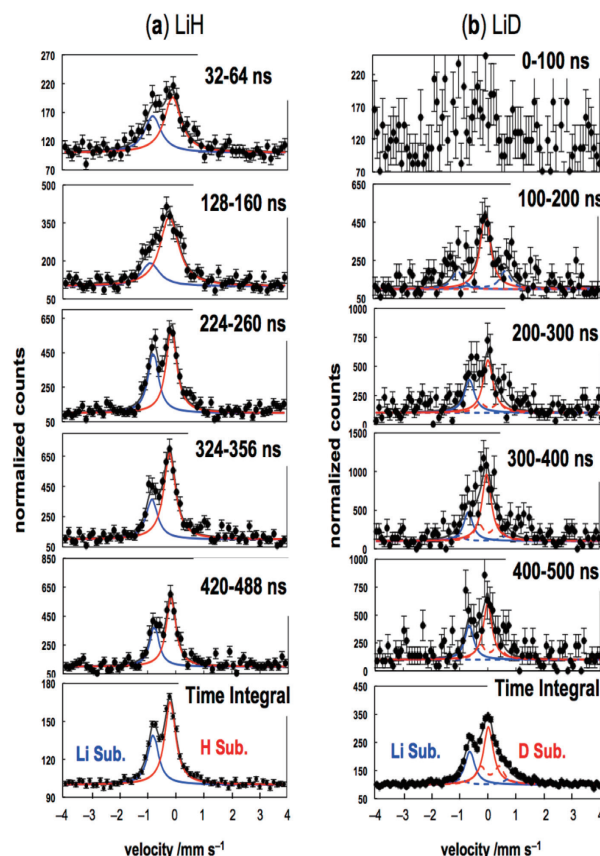 (a) LiH
(b) LiD
270
220
170
120
70
32-64 ns
220
170
120
70
0-100 ns
500
350
200
50
128-160 ns
650
450
250
50
100-200 ns
650
450
250
50
224-260 ns
1000
750
500
250
0
200-300 ns
650
450
250
50
324-356 ns
1500
1000
500
0
300-400 ns
850
650
450
250
50
420-488 ns
1000
750
500
250
0
400-500 ns
160
130
100
90
Time Integral
Li Sub.
H Sub.
450
350
250
150
50
Time Integral
Li Sub.
D Sub.
normalized counts
normalized counts
−4 −3 −2 −1 0 1 2 3 4
−4 −3 −2 −1 0 1 2 3 4
velocity /mm s⁻¹
velocity /mm s⁻¹